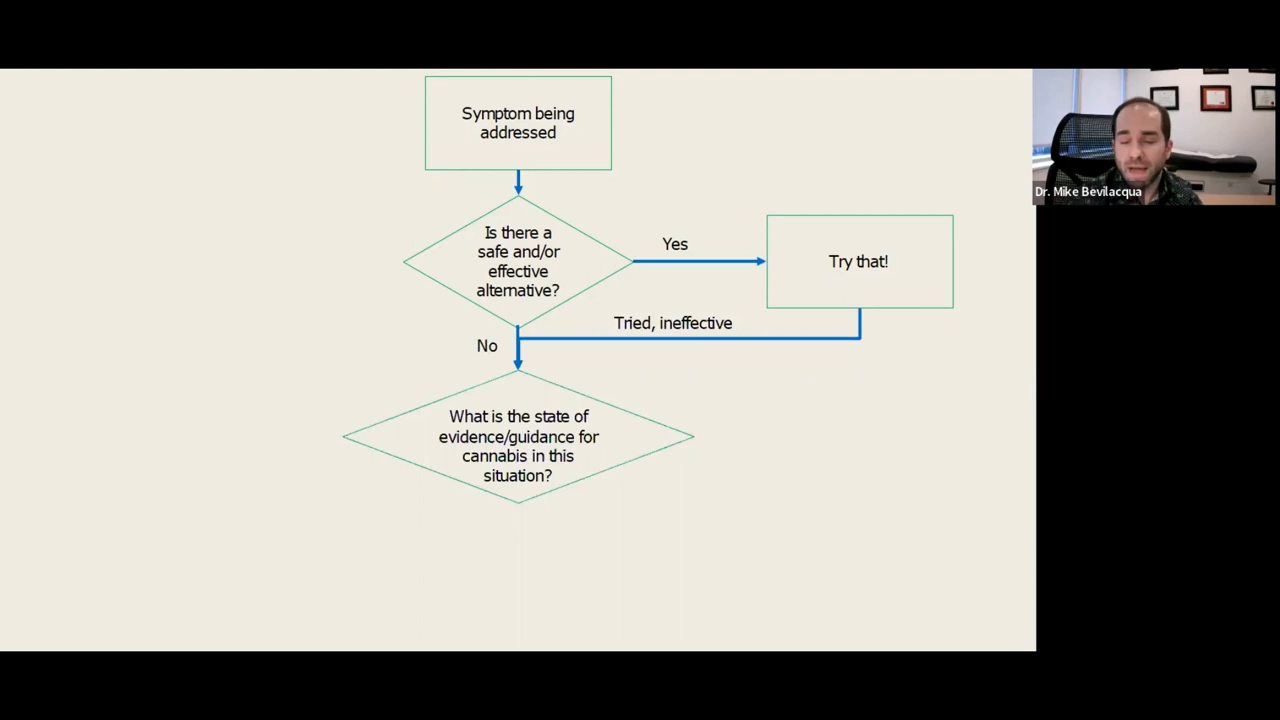 Symptom being
addressed
Is there a
safe and/or
effective
alternative?
Yes
Try that!
Tried, ineffective
No
What is the state of
evidence/guidance for
cannabis in this
situation?
Dr. Mike Bevilacqua